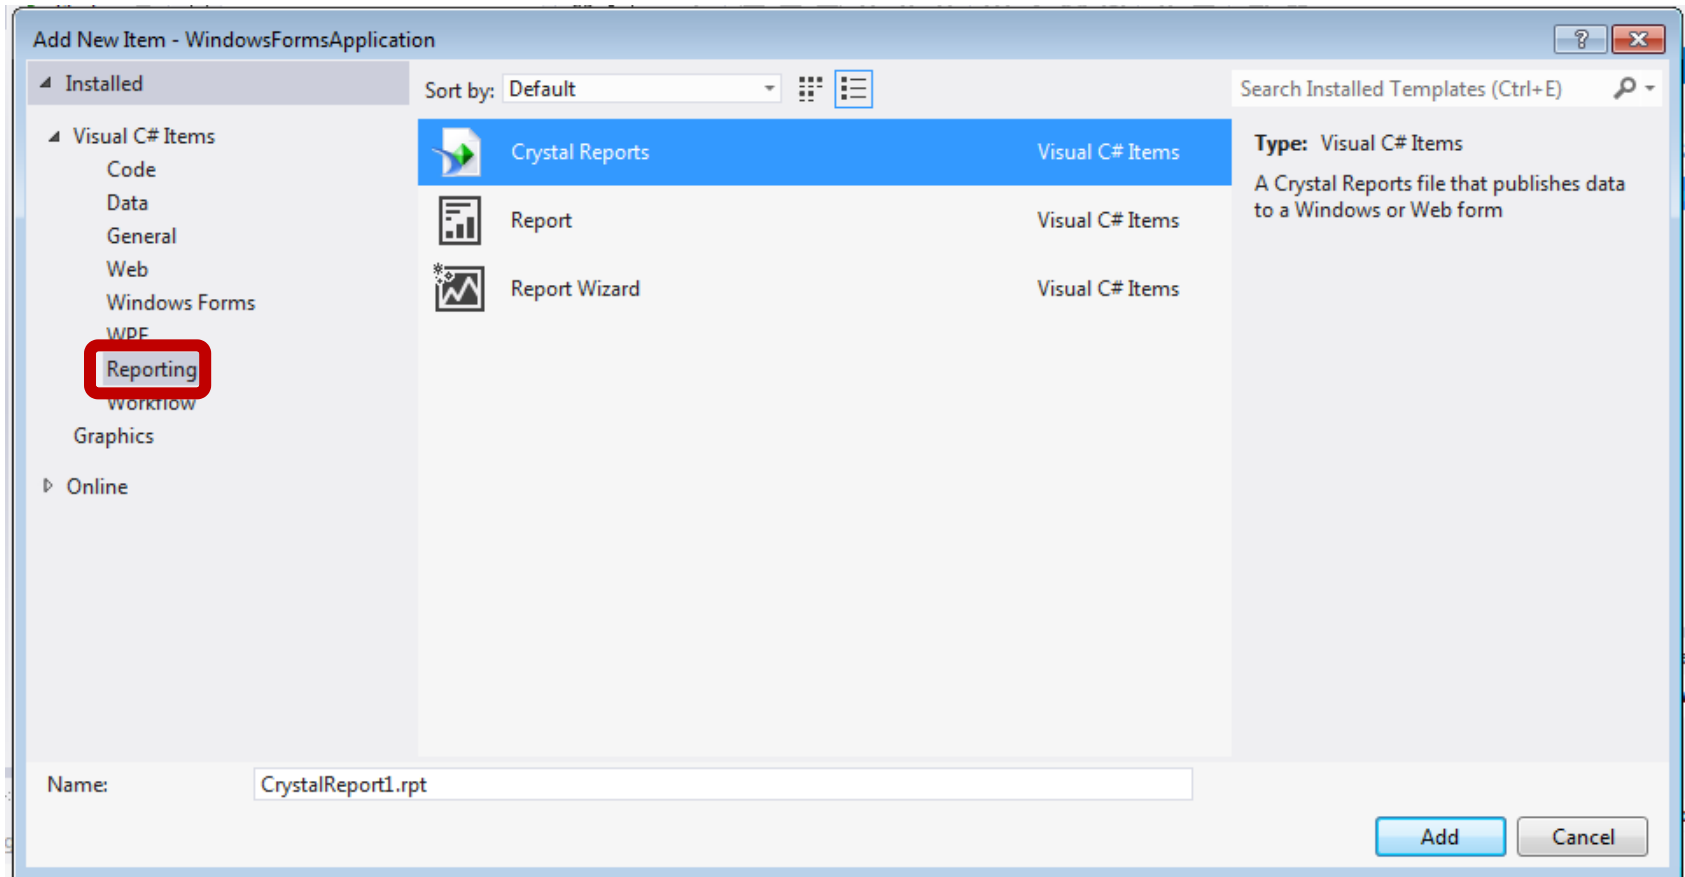 Add New Item - WindowsFormsApplication
?
Installed
Sort by: Default
Search Installed Templates (Ctrl+E)
Visual C# Items
Code
Data
General
Web
Windows Forms
WPF
Reporting
Workflow
Graphics
Online
Crystal Reports Visual C# Items
Report Visual C# Items
Report Wizard Visual C# Items
Type: Visual C# Items
A Crystal Reports file that publishes data
to a Windows or Web form
Name: CrystalReport1.rpt
Add Cancel